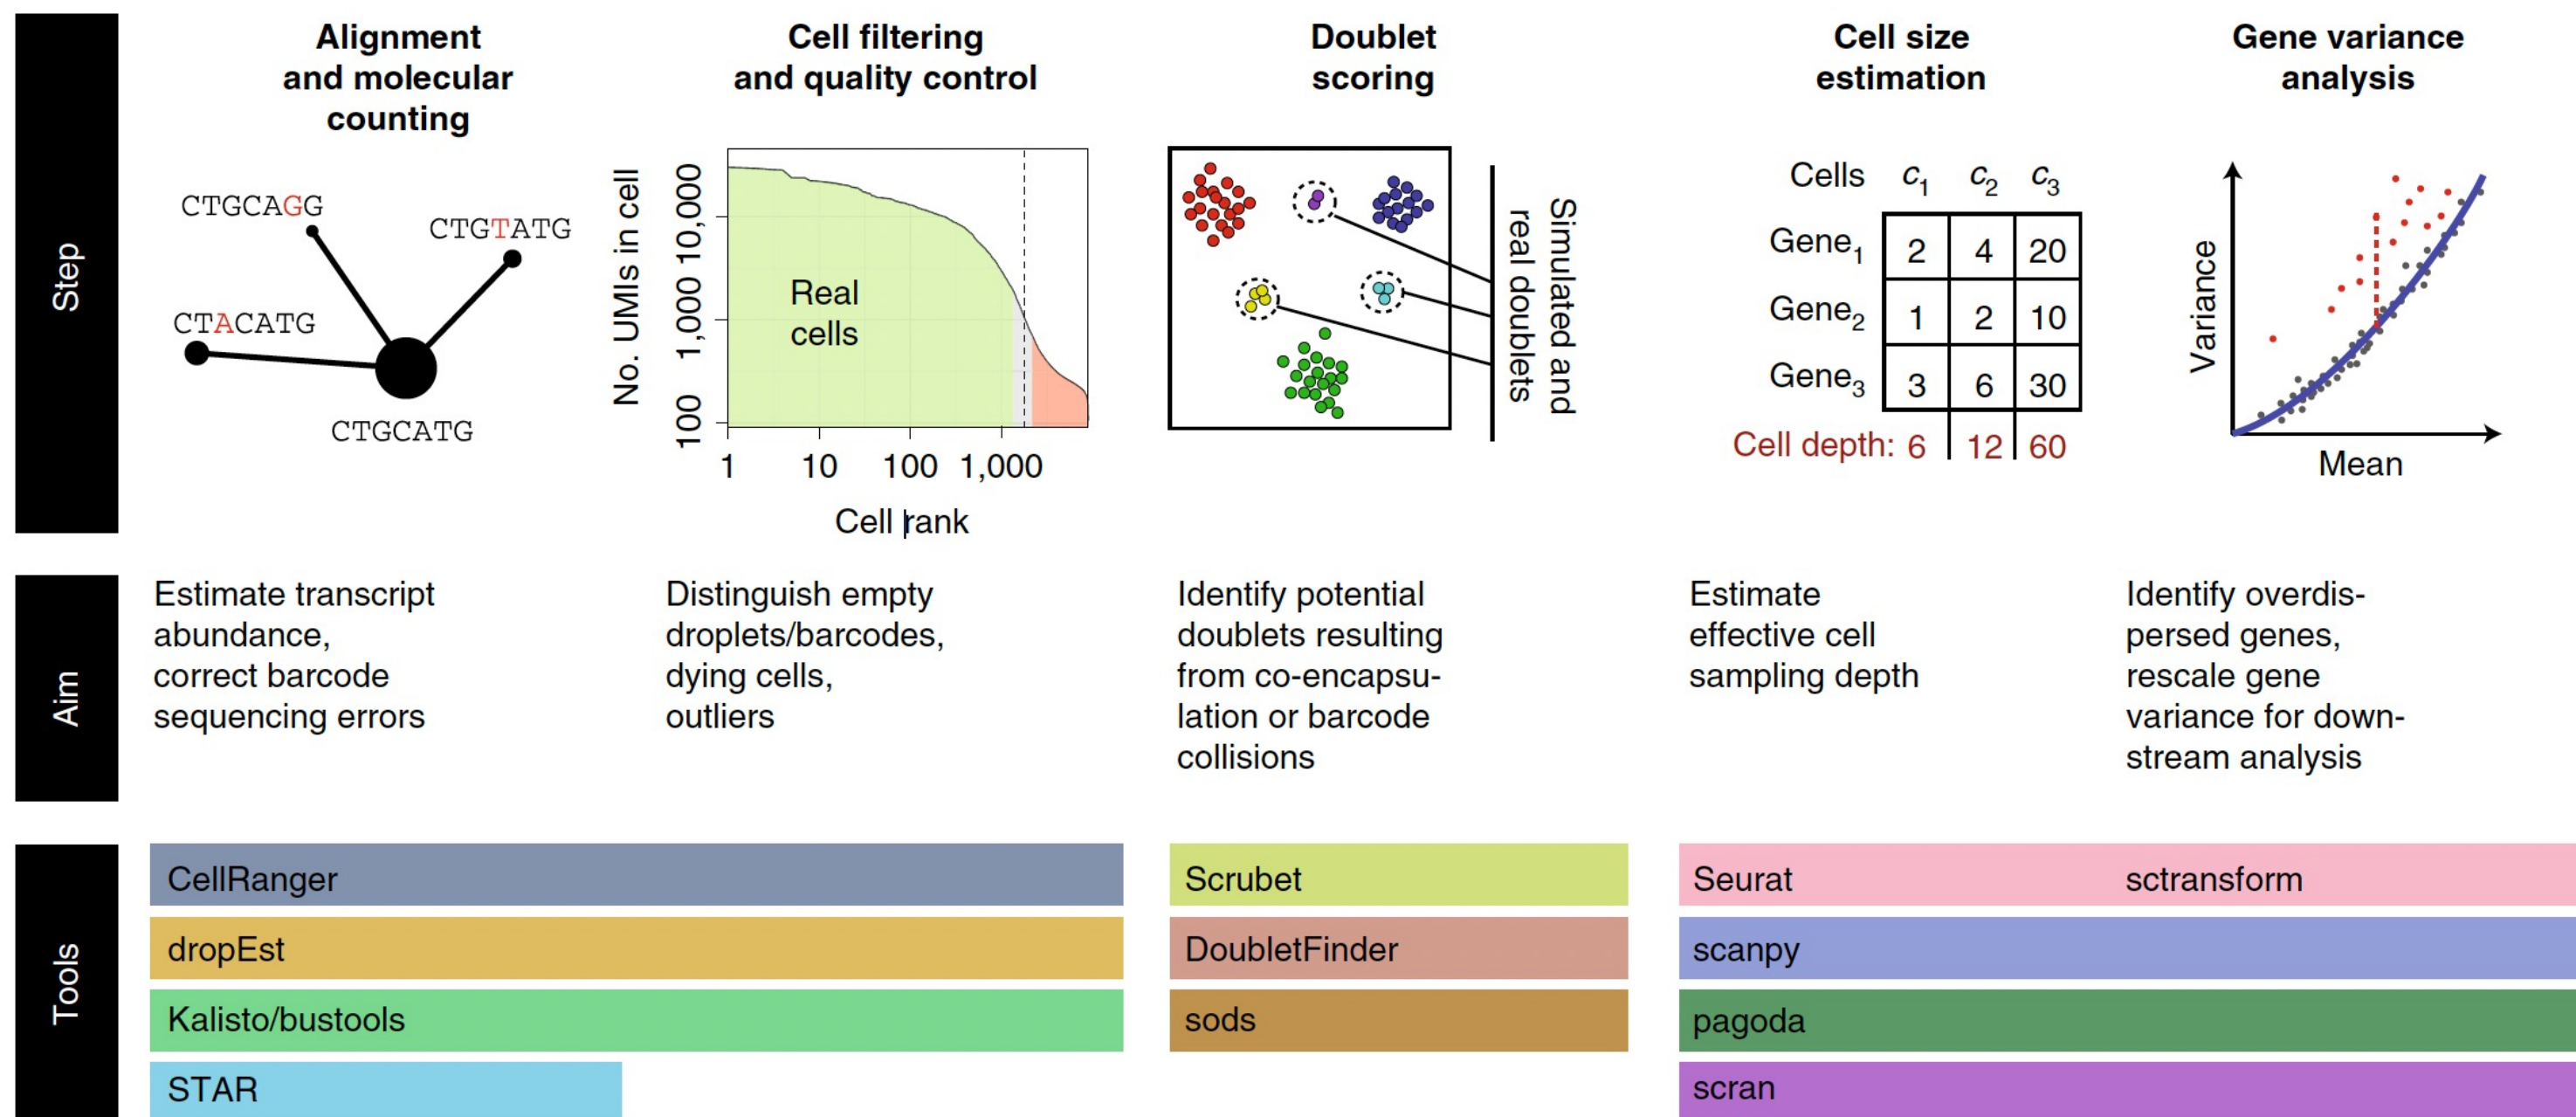 Step
Alignment
and molecular
counting
CTGCAGG
CTGTATG
CTACATG
CTGCATG
Cell filtering
and quality control
No. UMIs in cell
10,000
1,000
100
Real
cells
1
10
100
1,000
Cell rank
Doublet
scoring
Simulated and
real doublets
Cell size
estimation
Cells c1 c2 c3
Gene1 2 4 20
Gene2 1 2 10
Gene3 3 6 30
Cell depth: 6 12 60
Gene variance
analysis
Variance
Mean
Aim
Estimate transcript
abundance,
correct barcode
sequencing errors
Distinguish empty
droplets/barcodes,
dying cells,
outliers
Identify potential
doublets resulting
from co-encapsu-
lation or barcode
collisions
Estimate
effective cell
sampling depth
Identify overdis-
persed genes,
rescale gene
variance for down-
stream analysis
Tools
CellRanger
dropEst
Kalisto/bustools
STAR
Scrubet
DoubletFinder
sods
Seurat
sctransform
scanpy
pagoda
scran